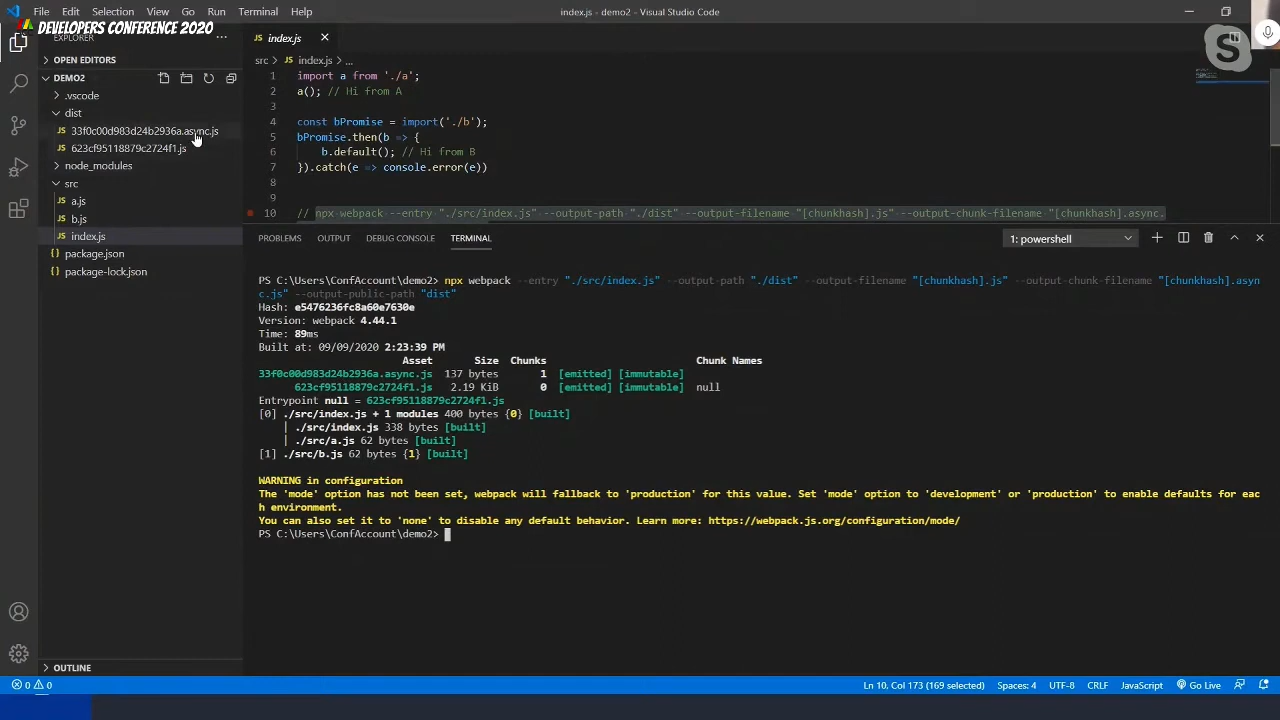 File Edit Selection View Go Run Terminal Help
index.js - demo2 - Visual Studio Code
DEVELOPERS CONFERENCE 2020
EXPLORER
...
OPEN EDITORS
DEMO2
.vscode
dist
JS 33f0c00d983d24b2936a.async.js
JS 623cf95118879c2724f1.js
node_modules
src
JS a.js
JS b.js
JS index.js
package.json
package-lock.json
OUTLINE
JS index.js
src > JS index.js > ...
1 import a from './a';
2 a(); // Hi from A
3
4 const bPromise = import('./b');
5 bPromise.then(b => {
6 b.default(); // Hi from B
7 }).catch(e => console.error(e))
8
9
10 // npx webpack --entry "./src/index.js" --output-path "./dist" --output-filename "[chunkhash].js" --output-chunk-filename "[chunkhash].async.
PROBLEMS OUTPUT DEBUG CONSOLE TERMINAL
1: powershell
PS C:\Users\ConfAccount\demo2> npx webpack --entry "./src/index.js" --output-path "./dist" --output-filename "[chunkhash].js" --output-chunk-filename "[chunkhash].asyn
c.js" --output-public-path "dist"
Hash: e5476236fc8a60e7630e
Version: webpack 4.44.1
Time: 89ms
Built at: 09/09/2020 2:23:39 PM
Asset Size Chunks Chunk Names
33f0c00d983d24b2936a.async.js 137 bytes 1 [emitted] [immutable]
623cf95118879c2724f1.js 2.19 KiB 0 [emitted] [immutable] null
Entrypoint null = 623cf95118879c2724f1.js
[0] ./src/index.js + 1 modules 400 bytes {0} [built]
| ./src/index.js 338 bytes [built]
| ./src/a.js 62 bytes [built]
[1] ./src/b.js 62 bytes {1} [built]
WARNING in configuration
The 'mode' option has not been set, webpack will fallback to 'production' for this value. Set 'mode' option to 'development' or 'production' to enable defaults for eac
h environment.
You can also set it to 'none' to disable any default behavior. Learn more: https://webpack.js.org/configuration/mode/
PS C:\Users\ConfAccount\demo2>
0 0
Ln 10, Col 173 (169 selected) Spaces: 4 UTF-8 CRLF JavaScript Go Live